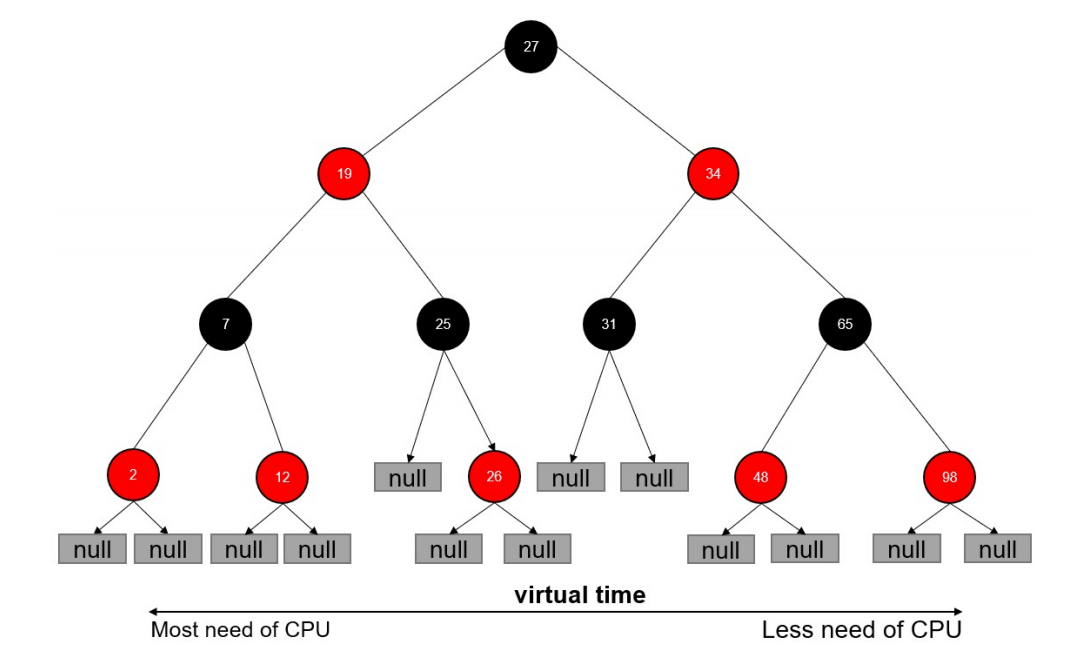 27
19
34
7
25
31
65
2
12
null
26
null
null
48
98
null
null
null
null
null
null
null
null
null
null
virtual time
Most need of CPU
Less need of CPU